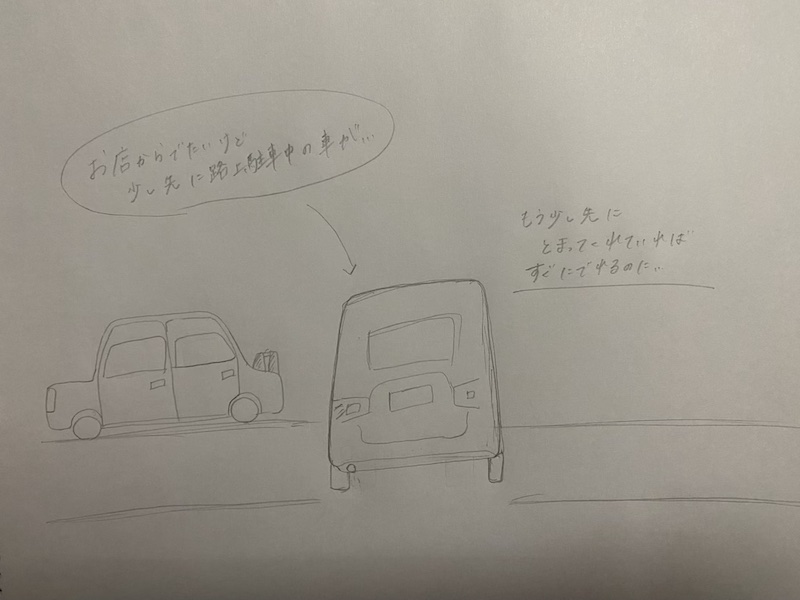 お店からでたいけど
少し先に路上駐車中の車が…
もう少し先に
とまってくれていれば
すぐにでれるのに…